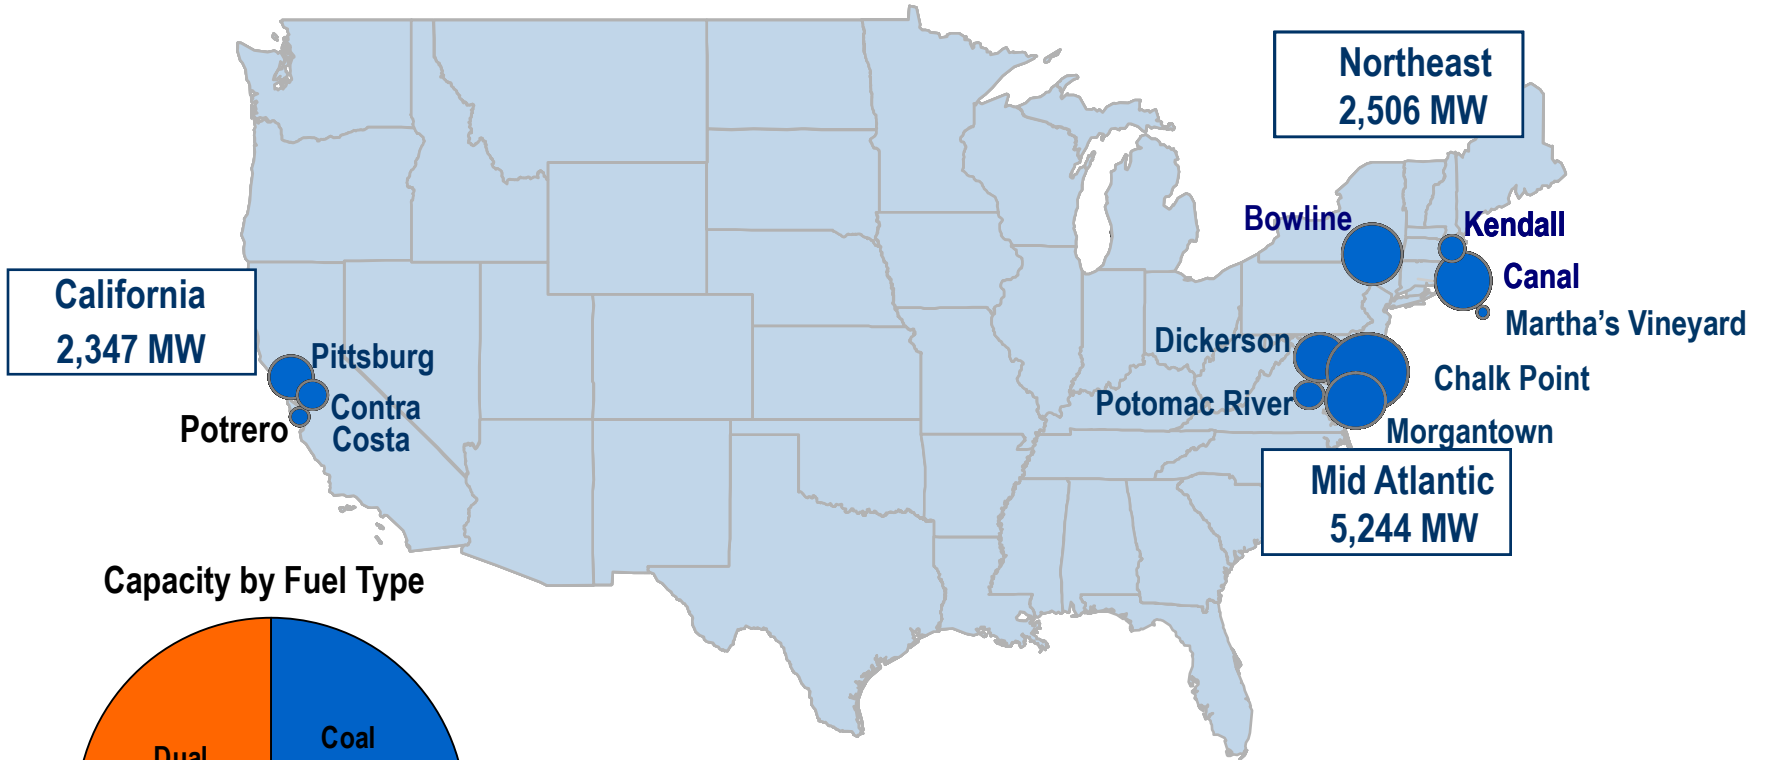 Northeast
2,506 MW
Bowline
Kendall
Canal
Martha's Vineyard
California
2,347 MW
Pittsburg
Contra
Costa
Potrero
Dickerson
Chalk Point
Potomac River
Morgantown
Mid Atlantic
5,244 MW
Capacity by Fuel Type
Coal
Dual